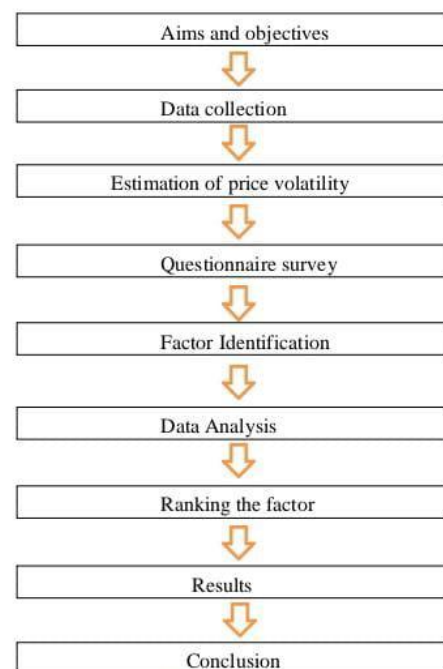 Aims and objectives
Data collection
Estimation of price volatility
Questionnaire survey
Factor Identification
Data Analysis
Ranking the factor
Results
Conclusion